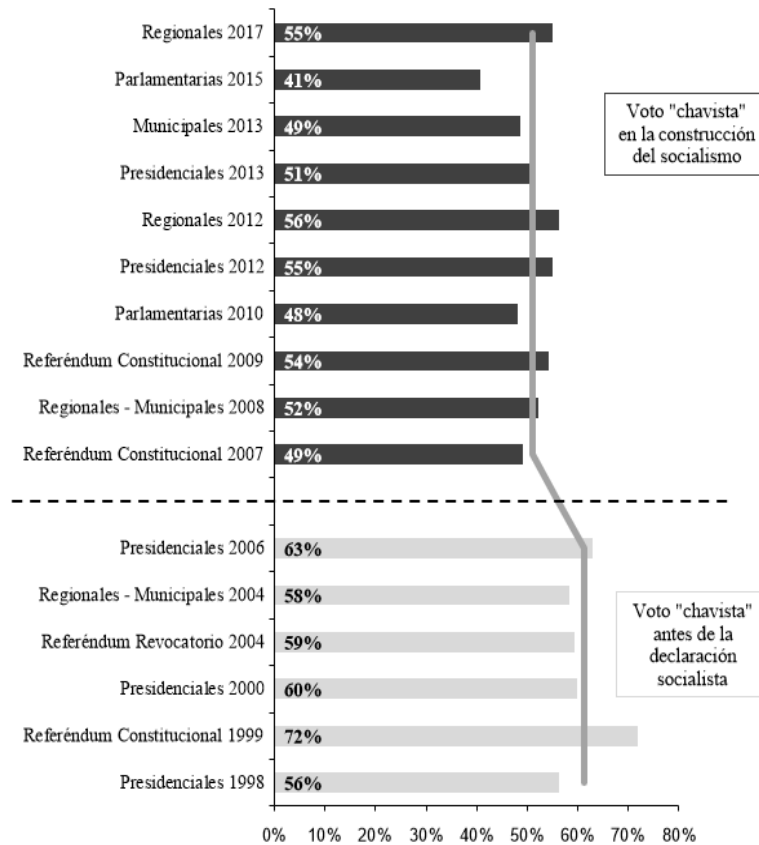 Regionales 2017 55%
Parlamentarias 2015 41%
Municipales 2013 49%
Presidenciales 2013 51%
Regionales 2012 56%
Presidenciales 2012 55%
Parlamentarias 2010 48%
Referéndum Constitucional 2009 54%
Regionales - Municipales 2008 52%
Referéndum Constitucional 2007 49%
Voto "chavista"
en la construcción
del socialismo
Presidenciales 2006 63%
Regionales - Municipales 2004 58%
Referéndum Revocatorio 2004 59%
Presidenciales 2000 60%
Referéndum Constitucional 1999 72%
Presidenciales 1998 56%
Voto "chavista"
antes de la
declaración
socialista
0% 10% 20% 30% 40% 50% 60% 70% 80%